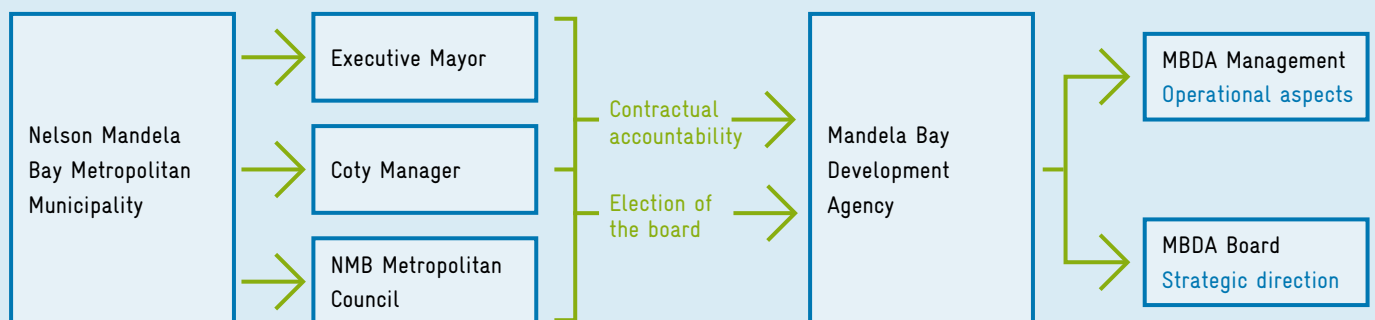 Nelson Mandela
Bay Metropolitan
Municipality
Executive Mayor
Coty Manager
NMB Metropolitan
Council
Contractual
accountability
Election of
the board
Mandela Bay
Development
Agency
MBDA Management
Operational aspects
MBDA Board
Strategic direction